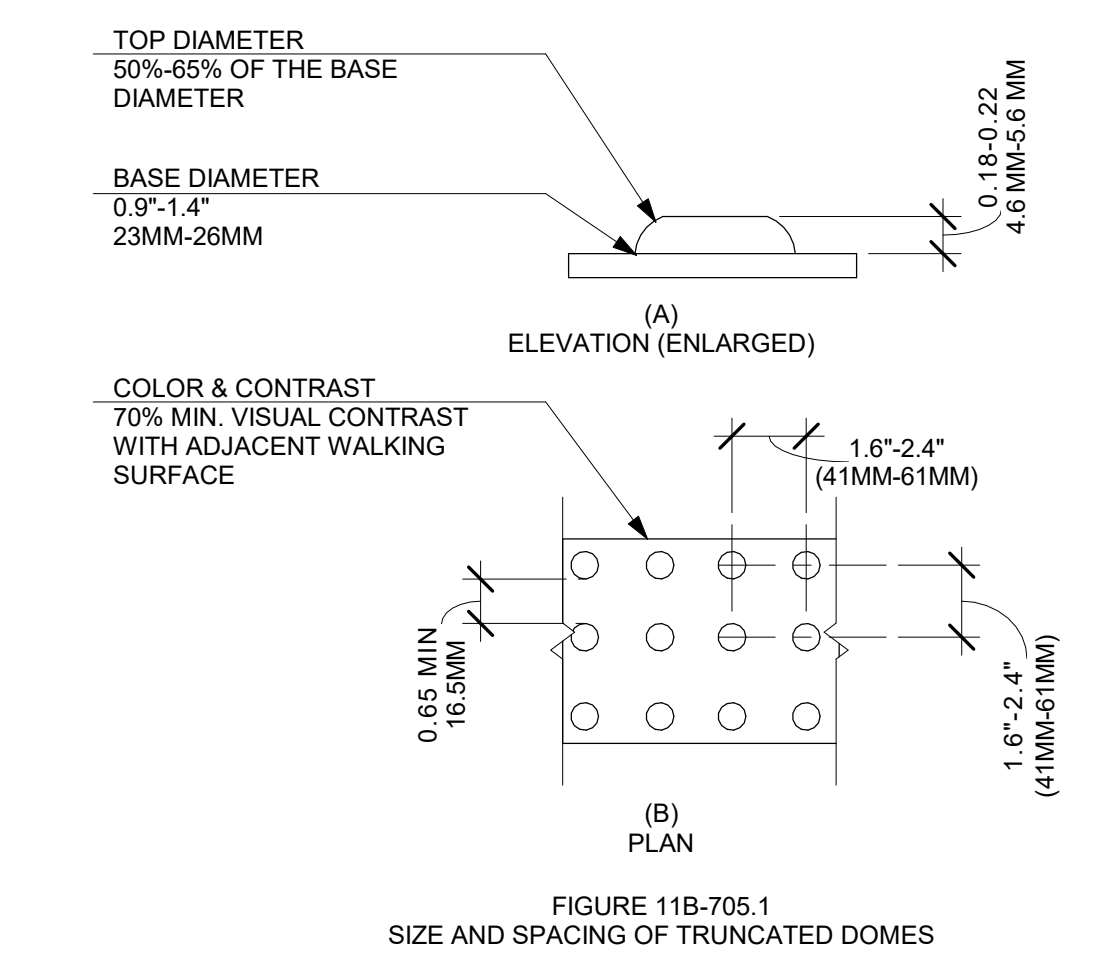 TOP DIAMETER
50%-65% OF THE BASE
DIAMETER
0.18-0.22
4.6 MM-5.6 MM
BASE DIAMETER
0.9"-1.4"
23MM-26MM
(A)
ELEVATION (ENLARGED)
COLOR & CONTRAST
70% MIN. VISUAL CONTRAST
WITH ADJACENT WALKING
SURFACE
1.6"-2.4"
(41MM-61MM)
0.65 MIN
16.5MM
1.6"-2.4"
(41MM-61MM)
(B)
PLAN
FIGURE 11B-705.1
SIZE AND SPACING OF TRUNCATED DOMES